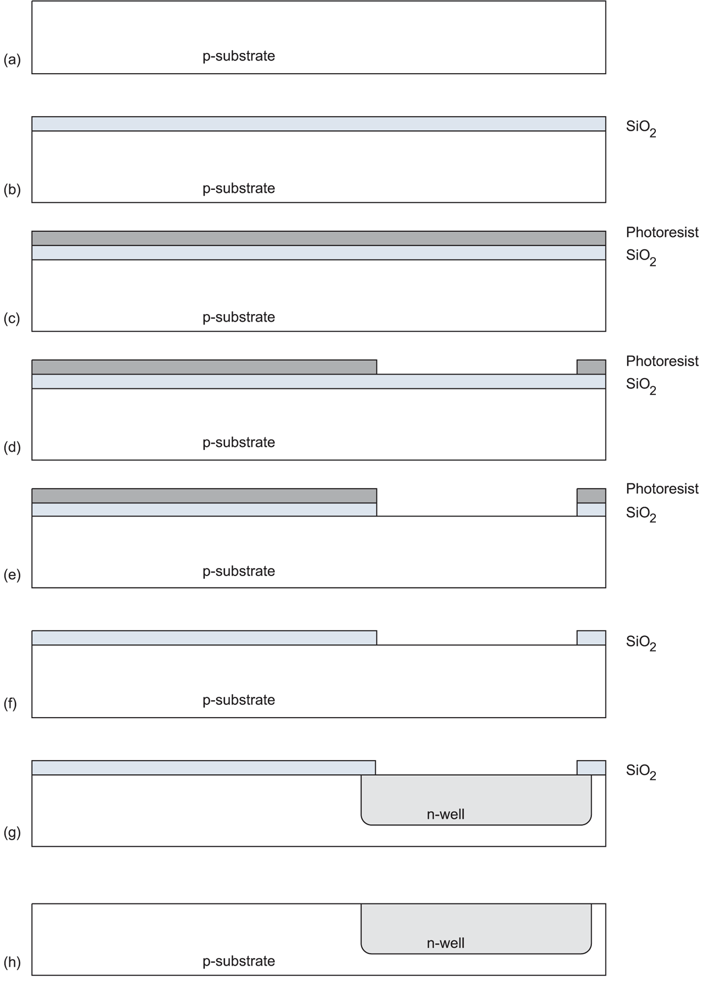 p-substrate
(a)
SiO2
p-substrate
(b)
Photoresist
SiO2
p-substrate
(c)
Photoresist
SiO2
p-substrate
(d)
Photoresist
SiO2
p-substrate
(e)
SiO2
p-substrate
(f)
SiO2
n-well
(g)
n-well
p-substrate
(h)